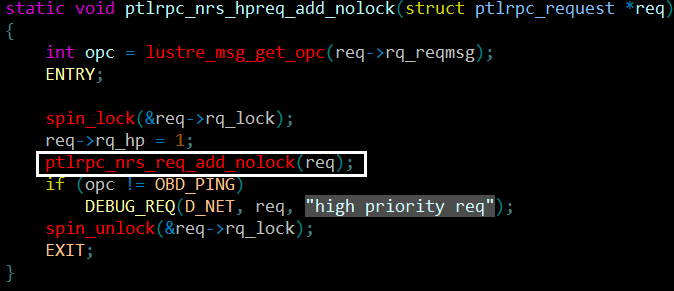 static void ptlrpc_nrs_hpreq_add_nolock(struct ptlrpc_request *req)
{
int opc = lustre_msg_get_opc(req->rq_reqmsg);
ENTRY;
spin_lock(&req->rq_lock);
req->rq_hp = 1;
ptlrpc_nrs_req_add_nolock(req);
if (opc != OBD_PING)
DEBUG_REQ(D_NET, req, "high priority req");
spin_unlock(&req->rq_lock);
EXIT;
}